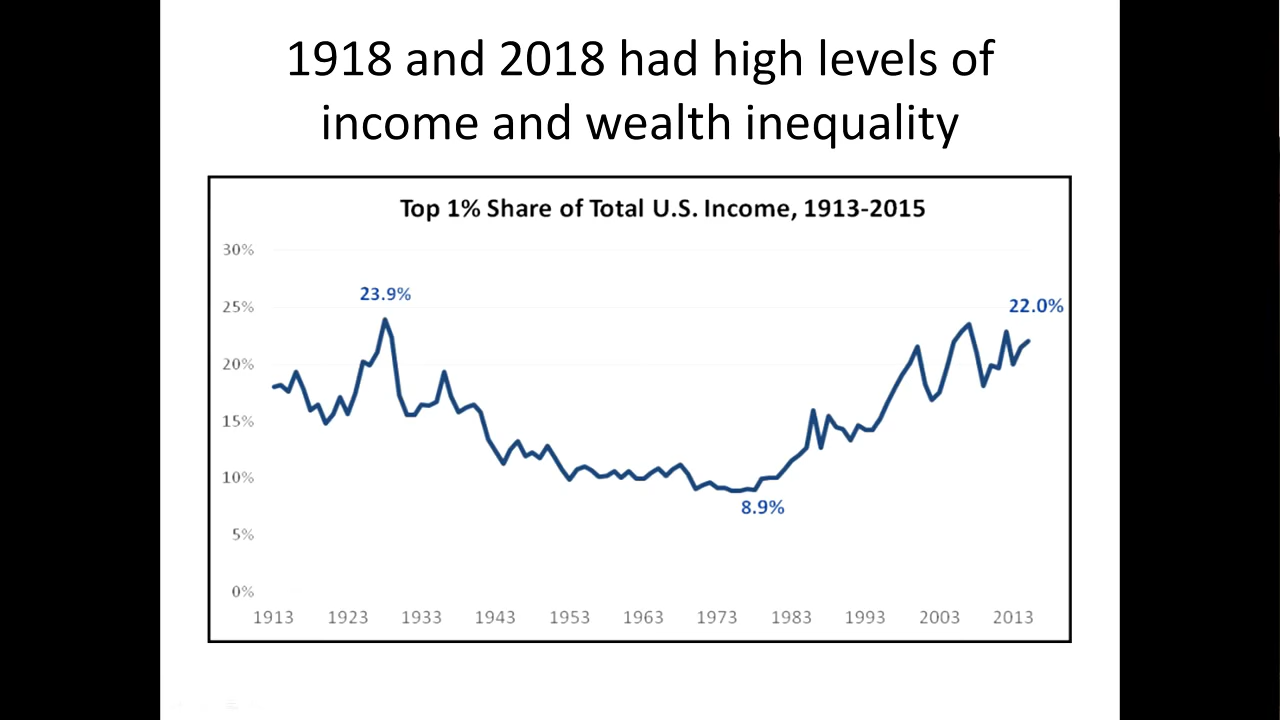 1918 and 2018 had high levels of
income and wealth inequality
Top 1% Share of Total U.S. Income, 1913-2015
30%
25%
20%
15%
10%
5%
0%
23.9%
22.0%
8.9%
1913 1923 1933 1943 1953 1963 1973 1983 1993 2003 2013